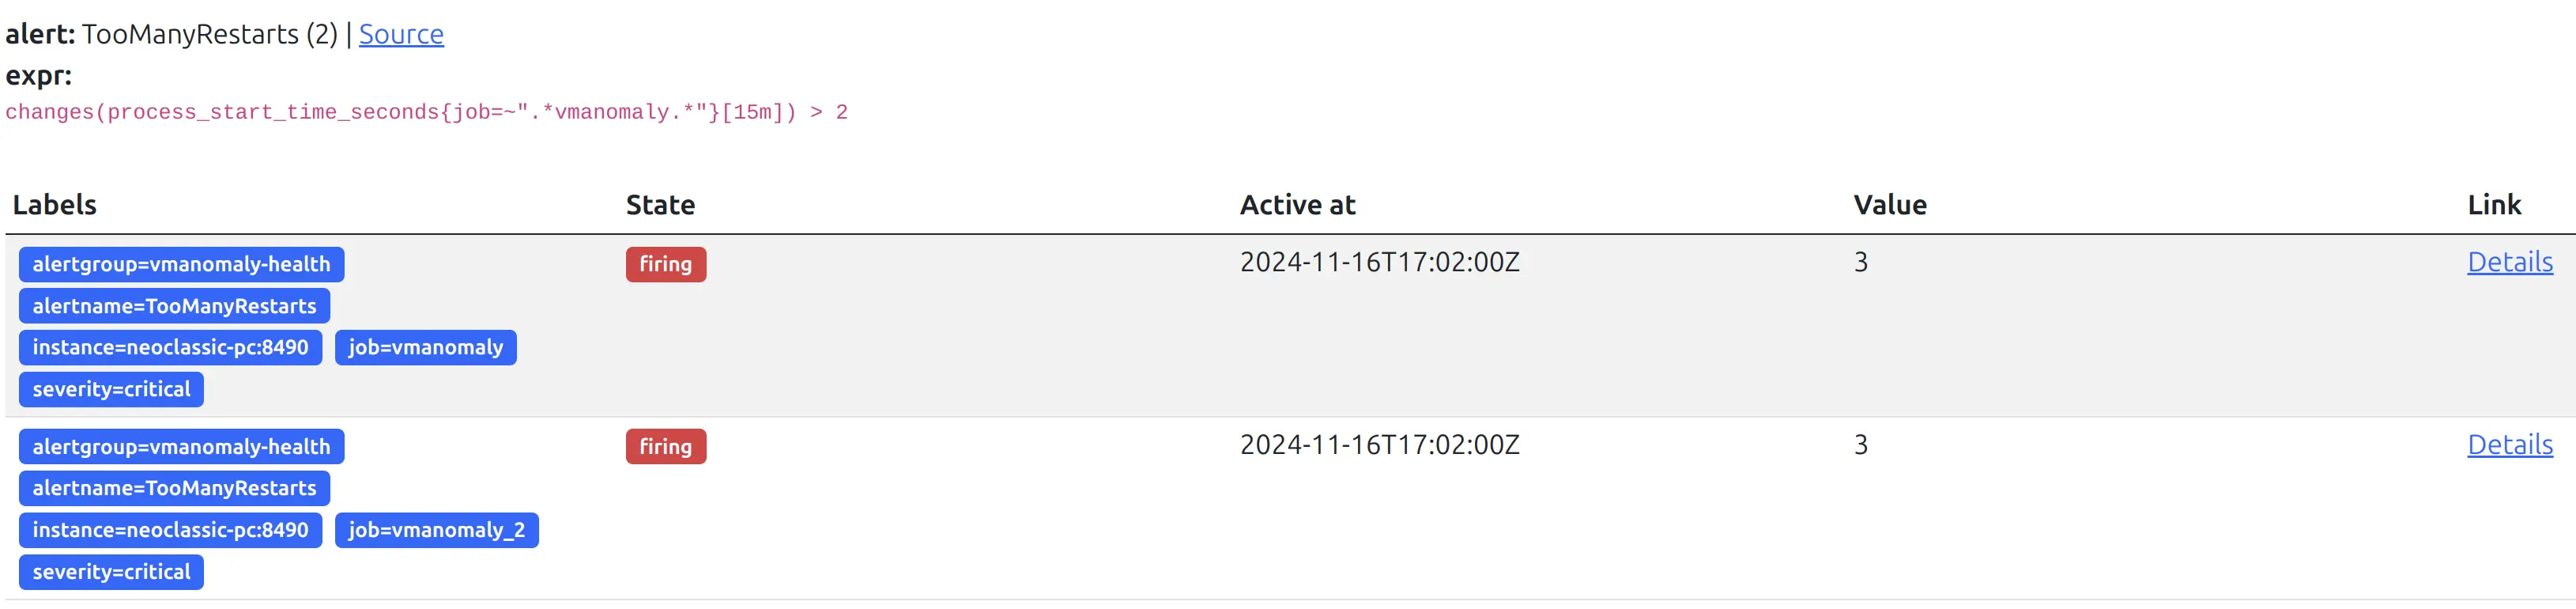 alert: TooManyRestarts (2) | Source
expr:
changes(process_start_time_seconds{job=~".*vmanomaly.*"}[15m]) > 2
Labels State Active at Value Link
alertgroup=vmanomaly-health firing 2024-11-16T17:02:00Z 3 Details
alertname=TooManyRestarts
instance=neoclassic-pc:8490 job=vmanomaly
severity=critical
alertgroup=vmanomaly-health firing 2024-11-16T17:02:00Z 3 Details
alertname=TooManyRestarts
instance=neoclassic-pc:8490 job=vmanomaly_2
severity=critical